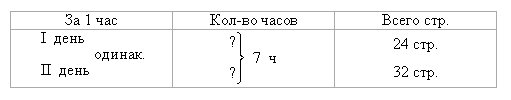 За 1 час Кол-во часов Всего стр.
I день ? 24 стр.
одинак. 7 ч
II день ? 32 стр.